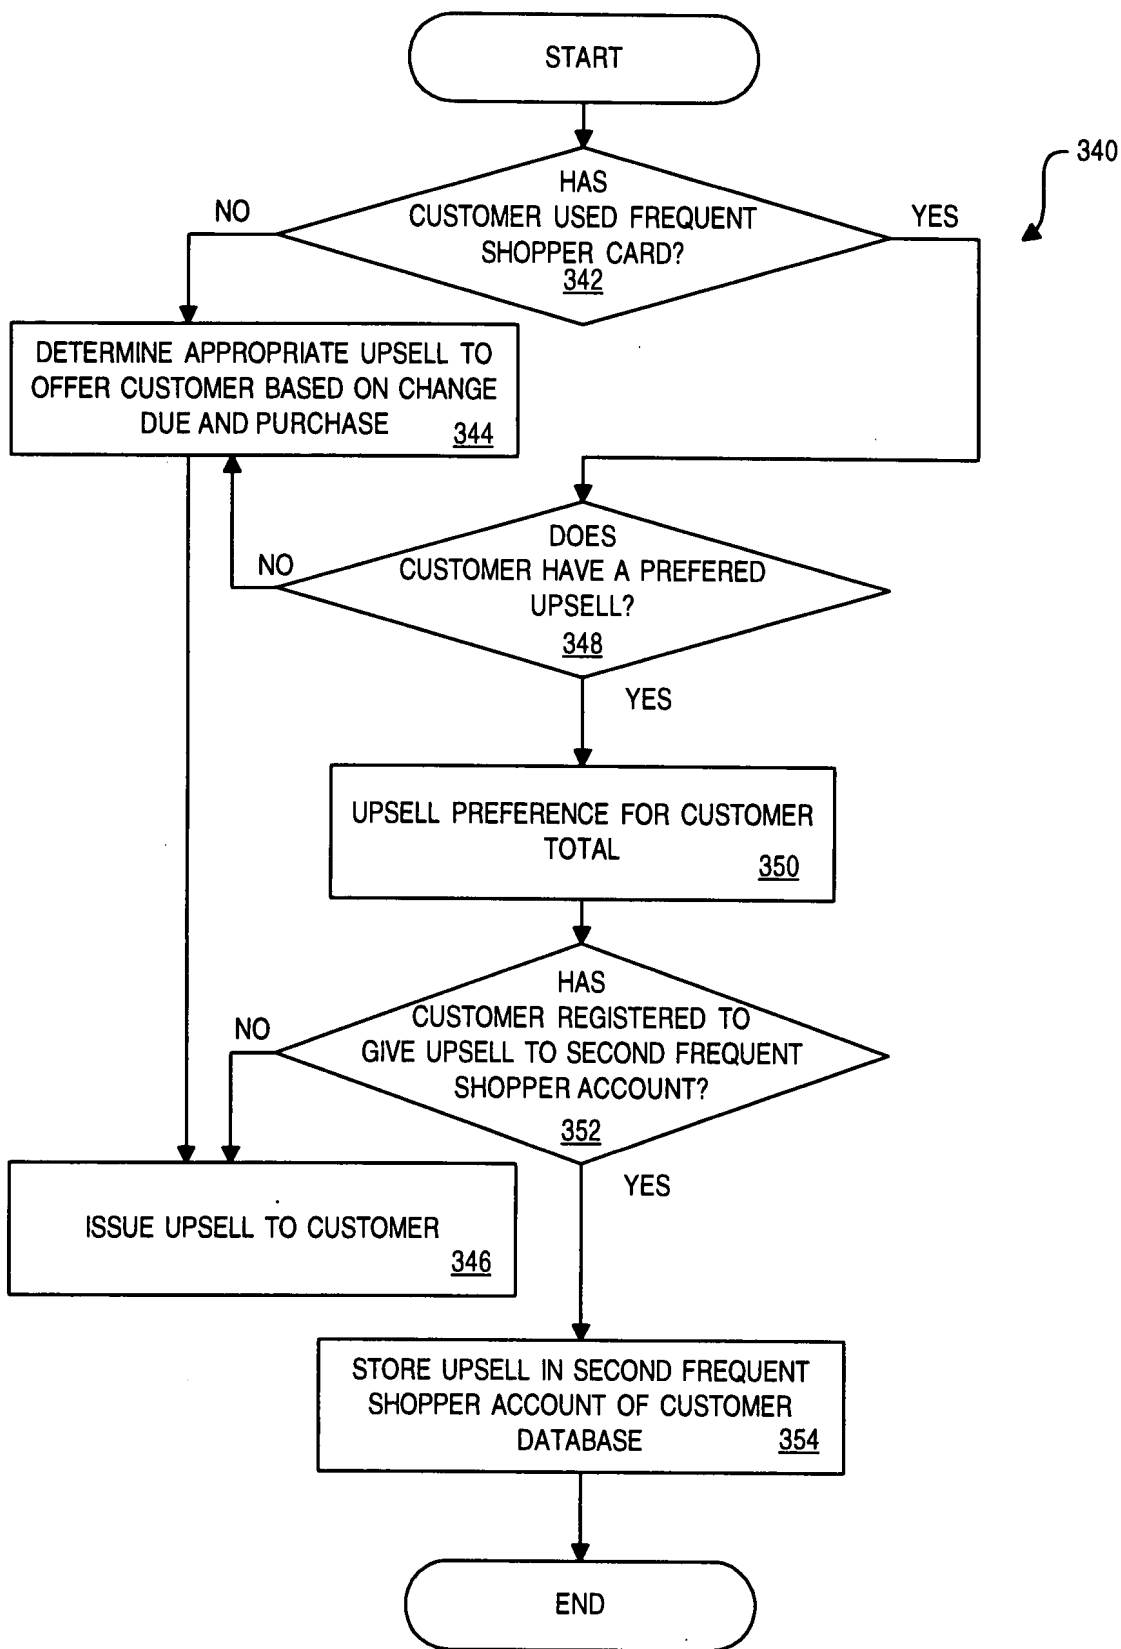 START
340
HAS
CUSTOMER USED FREQUENT
SHOPPER CARD?
342
NO
YES
DETERMINE APPROPRIATE UPSELL TO
OFFER CUSTOMER BASED ON CHANGE
DUE AND PURCHASE
344
DOES
CUSTOMER HAVE A PREFERED
UPSELL?
348
NO
YES
UPSELL PREFERENCE FOR CUSTOMER
TOTAL
350
HAS
CUSTOMER REGISTERED TO
GIVE UPSELL TO SECOND FREQUENT
SHOPPER ACCOUNT?
352
NO
YES
ISSUE UPSELL TO CUSTOMER
346
STORE UPSELL IN SECOND FREQUENT
SHOPPER ACCOUNT OF CUSTOMER
DATABASE
354
END